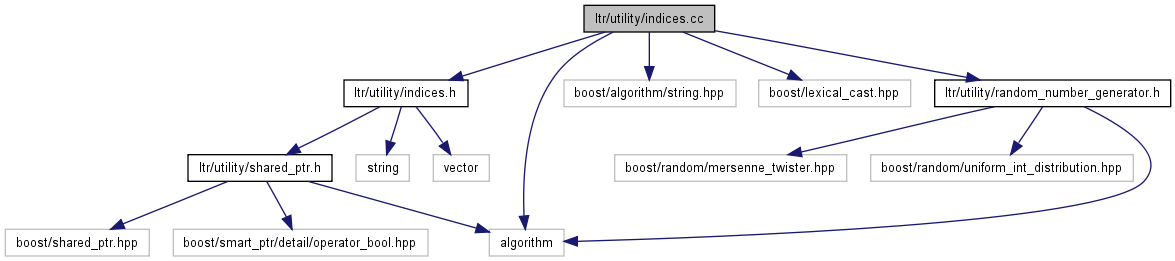 ltr/utility/indices.cc
ltr/utility/indices.h
boost/algorithm/string.hpp
boost/lexical_cast.hpp
ltr/utility/random_number_generator.h
ltr/utility/shared_ptr.h
string
vector
boost/random/mersenne_twister.hpp
boost/random/uniform_int_distribution.hpp
boost/shared_ptr.hpp
boost/smart_ptr/detail/operator_bool.hpp
algorithm